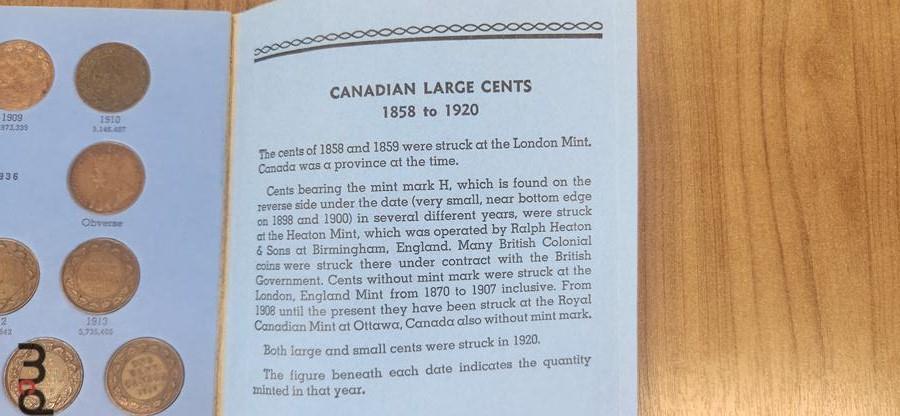 1909
1910
5,146,487
936
Obverse
1913
5,735,405
CANADIAN LARGE CENTS
1858 to 1920
The cents of 1858 and 1859 were struck at the London Mint.
Canada was a province at the time.
Cents bearing the mint mark H, which is found on the
reverse side under the date (very small, near bottom edge
on 1898 and 1900) in several different years, were struck
at the Heaton Mint, which was operated by Ralph Heaton
& Sons at Birmingham, England. Many British Colonial
coins were struck there under contract with the British
Government. Cents without mint mark were struck at the
London, England Mint from 1870 to 1907 inclusive. From
1908 until the present they have been struck at the Royal
Canadian Mint at Ottawa, Canada also without mint mark.
Both large and small cents were struck in 1920.
The figure beneath each date indicates the quantity
minted in that year.